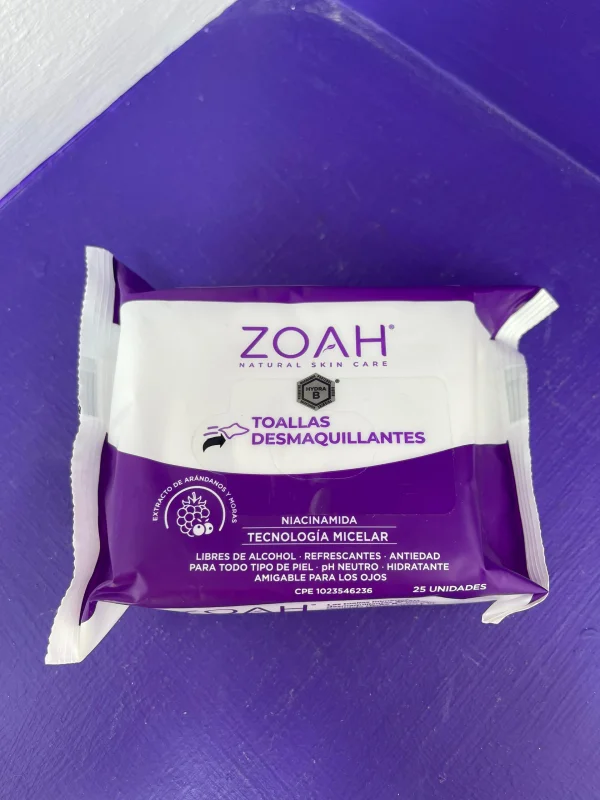 ZOAH®
NATURAL SKIN CARE
HYDRA
B
TOALLAS
DESMAQUILLANTES
EXTRACTO DE ARÁNDANOS Y MORAS
NIACINAMIDA
TECNOLOGÍA MICELAR
LIBRES DE ALCOHOL · REFRESCANTES · ANTIEDAD
PARA TODO TIPO DE PIEL · pH NEUTRO · HIDRATANTE
AMIGABLE PARA LOS OJOS
CPE 1023546236
25 UNIDADES
ZOAH